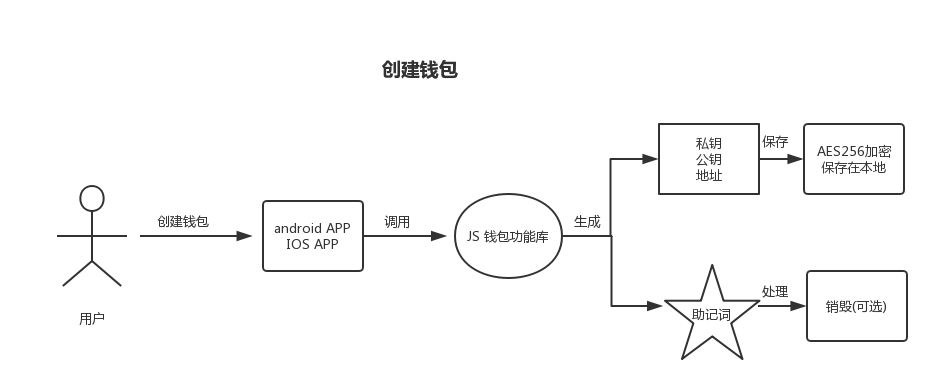 创建钱包
用户
创建钱包
android APP
IOS APP
调用
JS 钱包功能库
生成
私钥
公钥
地址
保存
AES256加密
保存在本地
助记词
处理
销毁(可选)